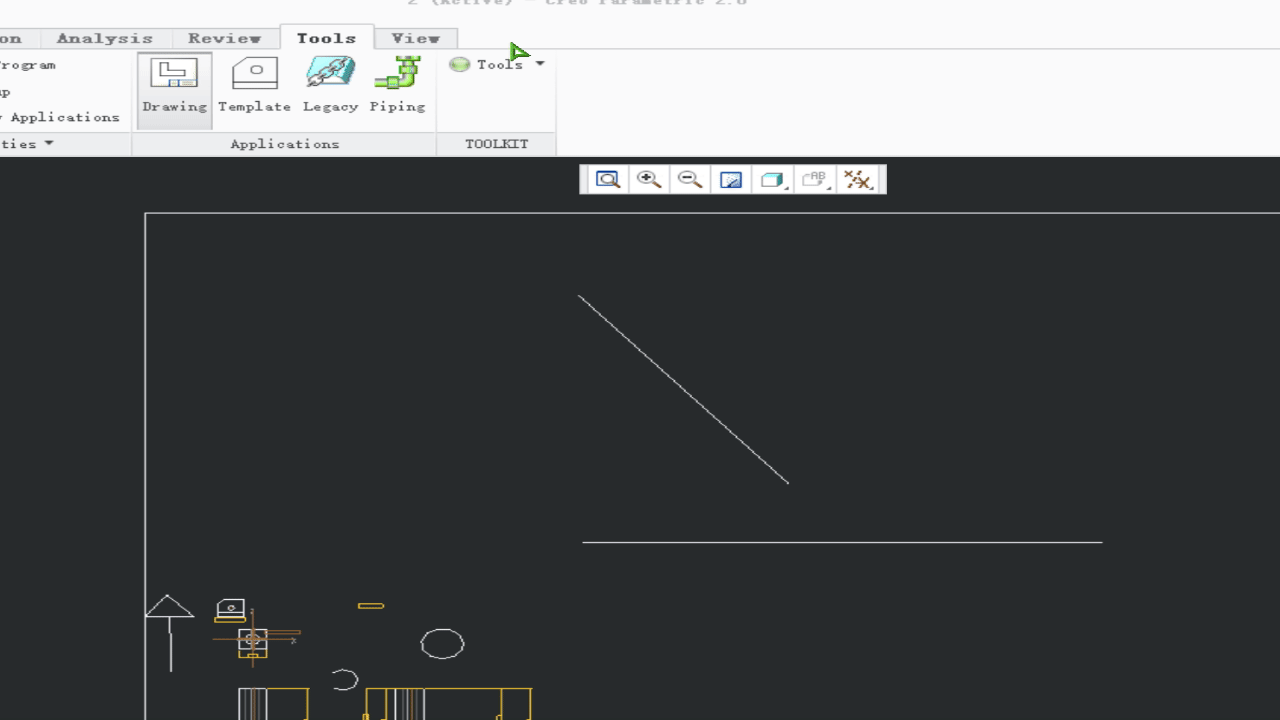 2 (Active) - Creo Parametric 2.0
on Analysis Review Tools View
rogram
Drawing Template Legacy Piping
Tools
p
Applications
ties Applications TOOLKIT
AB